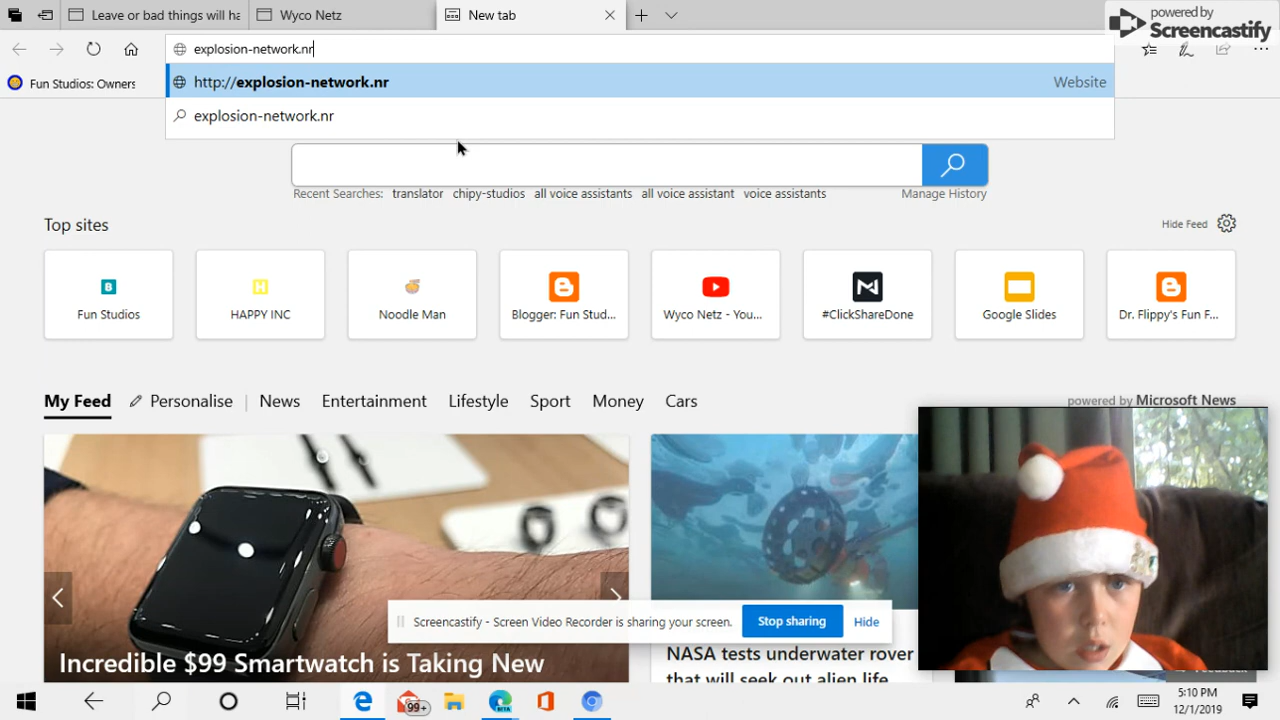 Leave or bad things will ha
Wyco Netz
New tab
powered by
Screencastify
explosion-network.nr
Fun Studios: Owners
http://explosion-network.nr
Website
explosion-network.nr
Recent Searches: translator chipy-studios all voice assistants all voice assistant voice assistants
Manage History
Top sites
Hide Feed
B
H
Fun Studios
HAPPY INC
Noodle Man
Blogger: Fun Stud...
Wyco Netz - You...
#ClickShareDone
Google Slides
Dr. Flippy's Fun F...
My Feed
Personalise
News
Entertainment
Lifestyle
Sport
Money
Cars
powered by Microsoft News
Screencastify - Screen Video Recorder is sharing your screen.
Stop sharing
Hide
Incredible $99 Smartwatch is Taking New
NASA tests underwater rover
that will seek out alien life
99+
BETA
5:10 PM
12/1/2019